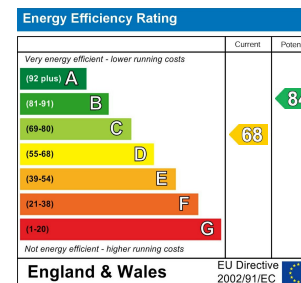 Energy Efficiency Rating
Current
Very energy efficient - lower running costs
(92 plus) A
(81-91) B
(69-80) C
68
(55-68) D
(39-54) E
(21-38) F
(1-20) G
Not energy efficient - higher running costs
England & Wales
EU Directive
2002/91/EC